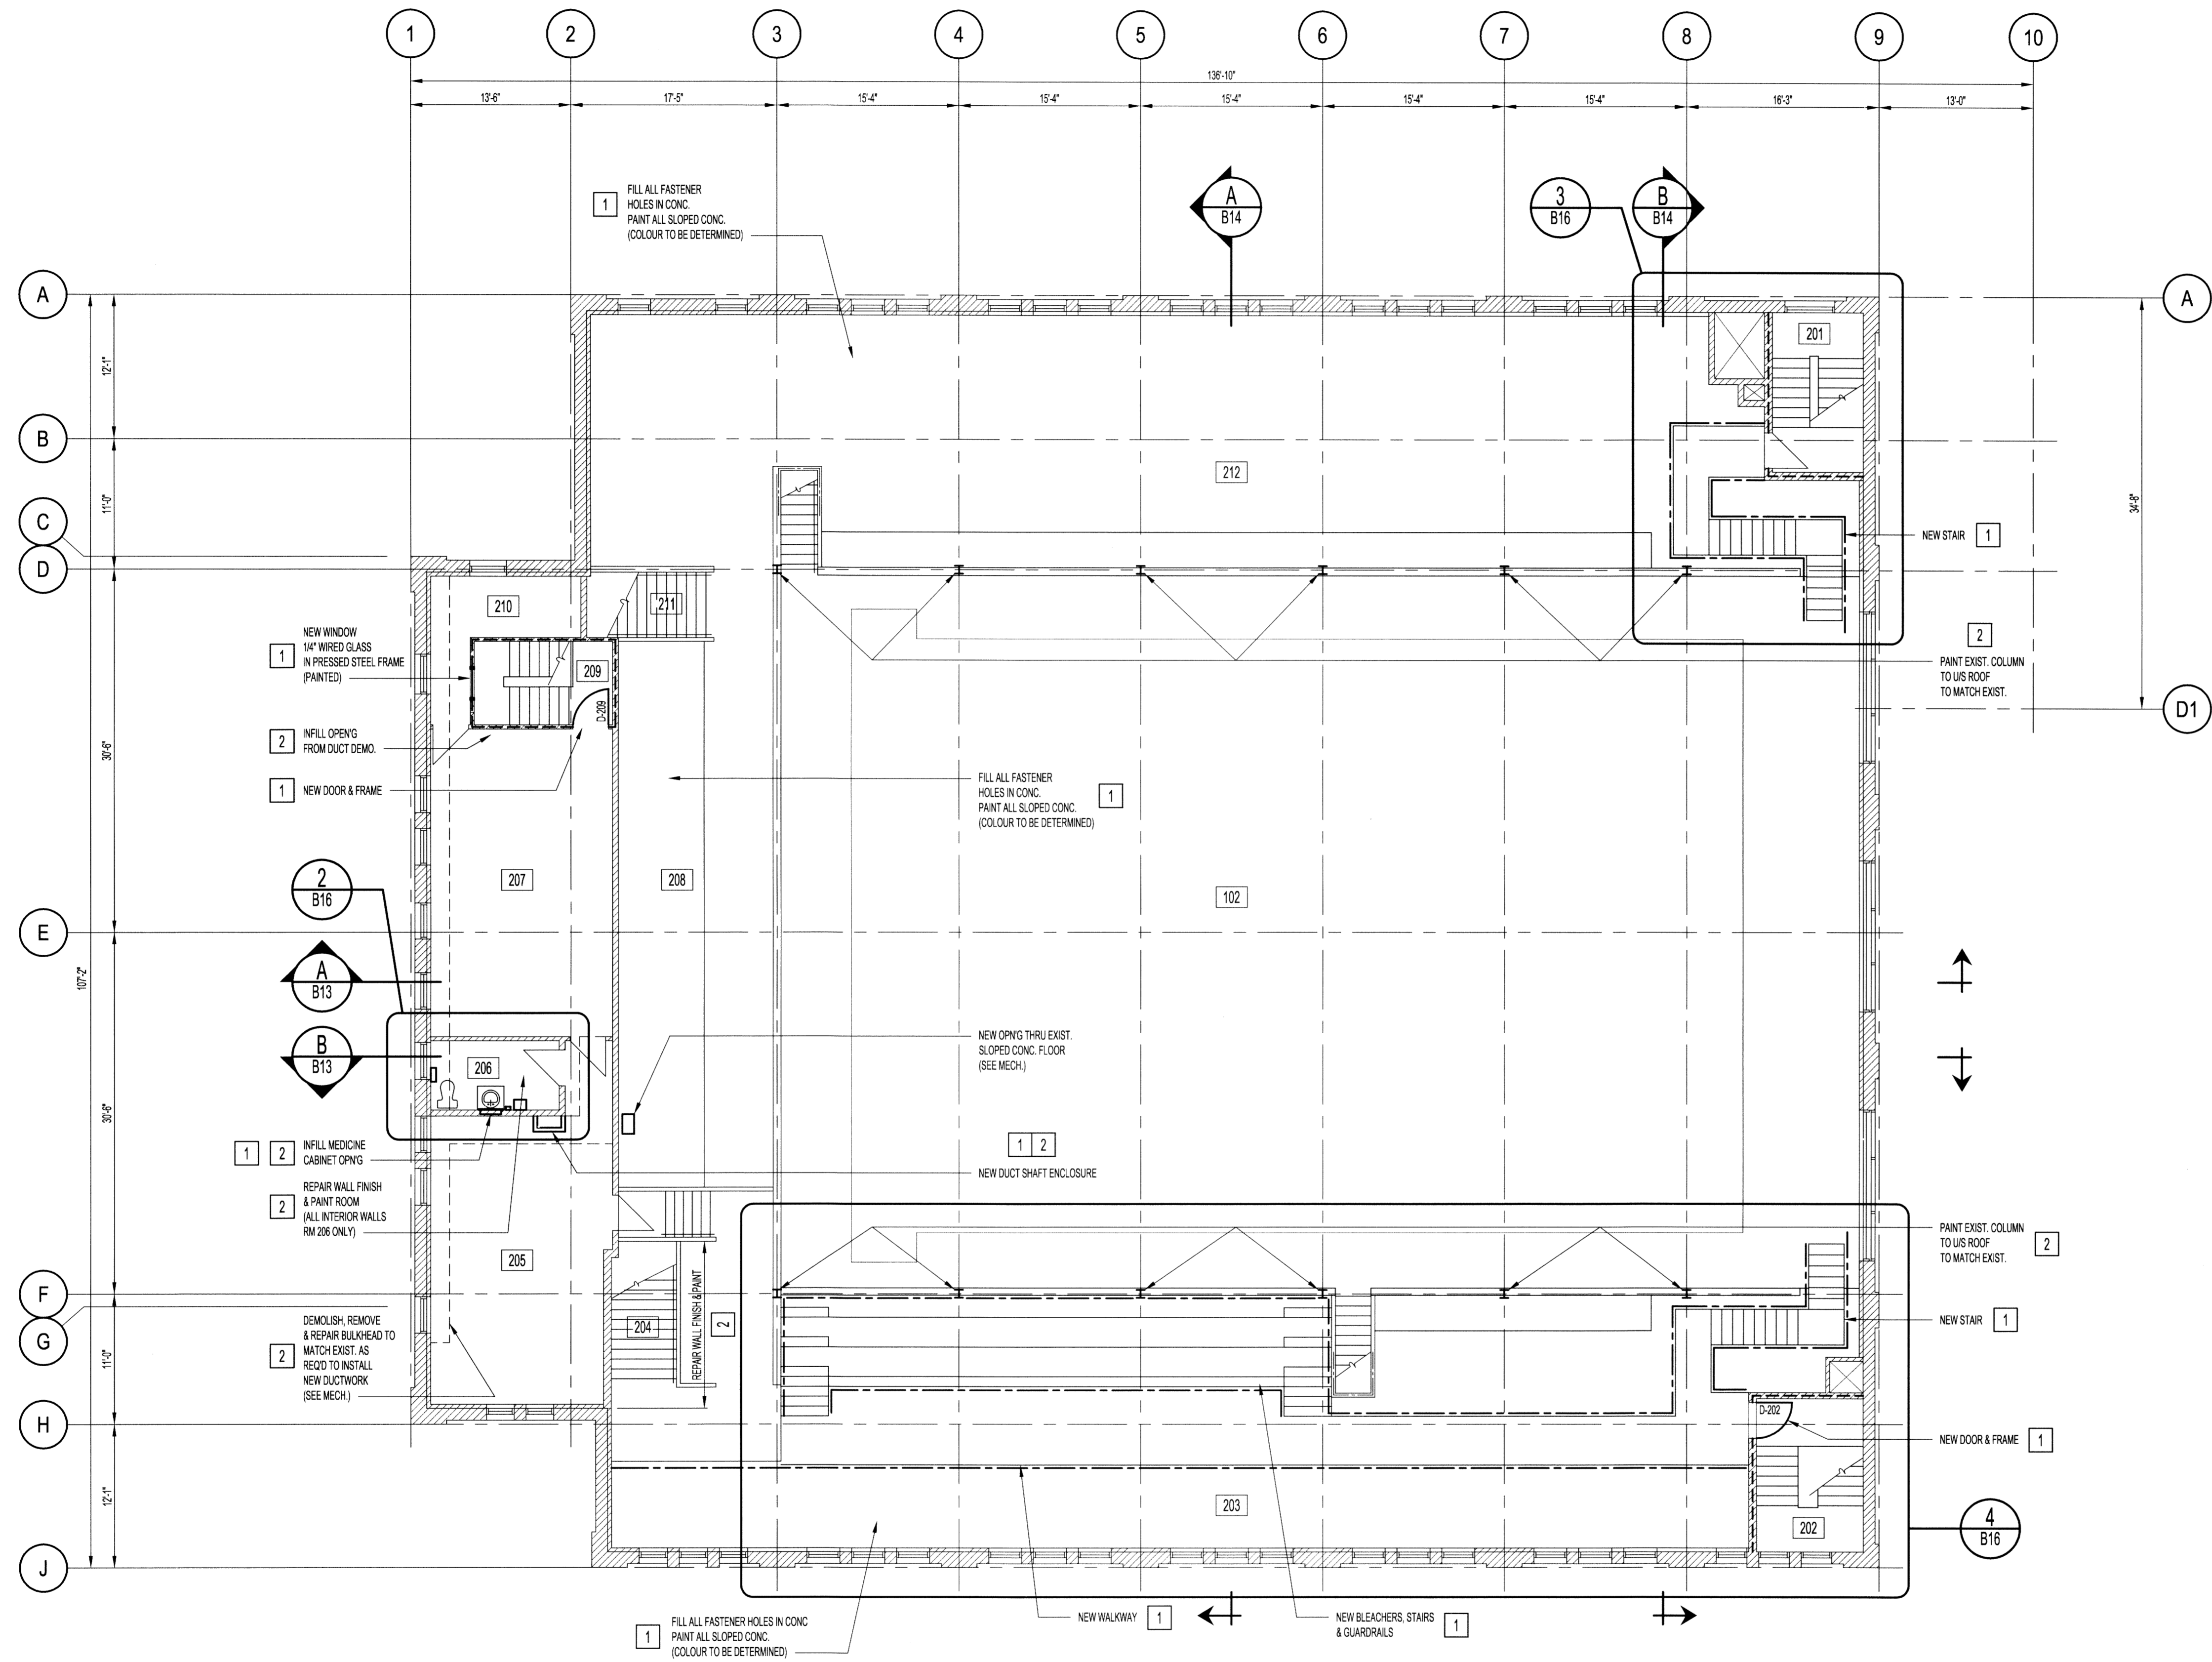 1
2
3
4
5
6
7
8
9
10
136'-10"
13'-6"
17'-5"
15'-4"
15'-4"
15'-4"
15'-4"
15'-4"
16'-3"
13'-0"
1
FILL ALL FASTENER
HOLES IN CONC.
PAINT ALL SLOPED CONC.
(COLOUR TO BE DETERMINED)
A
B14
3
B16
B
B14
A
A
12'-1"
201
B
212
11'-0"
34'-8"
C
NEW STAIR
1
D
210
211
1
NEW WINDOW
1/4" WIRED GLASS
IN PRESSED STEEL FRAME
(PAINTED)
209
D-209
2
PAINT EXIST. COLUMN
TO U/S ROOF
TO MATCH EXIST.
D1
2
INFILL OPEN'G
FROM DUCT DEMO.
30'-6"
1
NEW DOOR & FRAME
FILL ALL FASTENER
HOLES IN CONC.
PAINT ALL SLOPED CONC.
(COLOUR TO BE DETERMINED)
1
2
B16
207
208
102
E
107'-2"
A
B13
B
B13
206
NEW OPN'G THRU EXIST.
SLOPED CONC. FLOOR
(SEE MECH.)
30'-6"
1
2
INFILL MEDICINE
CABINET OPN'G
1
2
NEW DUCT SHAFT ENCLOSURE
2
REPAIR WALL FINISH
& PAINT ROOM
(ALL INTERIOR WALLS
RM 206 ONLY)
205
PAINT EXIST. COLUMN
TO U/S ROOF
TO MATCH EXIST.
2
F
G
204
REPAIR WALL FINISH & PAINT
2
NEW STAIR
1
2
DEMOLISH, REMOVE
& REPAIR BULKHEAD TO
MATCH EXIST. AS
REQ'D TO INSTALL
NEW DUCTWORK
(SEE MECH.)
11'-0"
H
D-202
NEW DOOR & FRAME
1
12'-1"
203
202
4
B16
J
1
FILL ALL FASTENER HOLES IN CONC
PAINT ALL SLOPED CONC.
(COLOUR TO BE DETERMINED)
NEW WALKWAY
1
NEW BLEACHERS, STAIRS
& GUARDRAILS
1